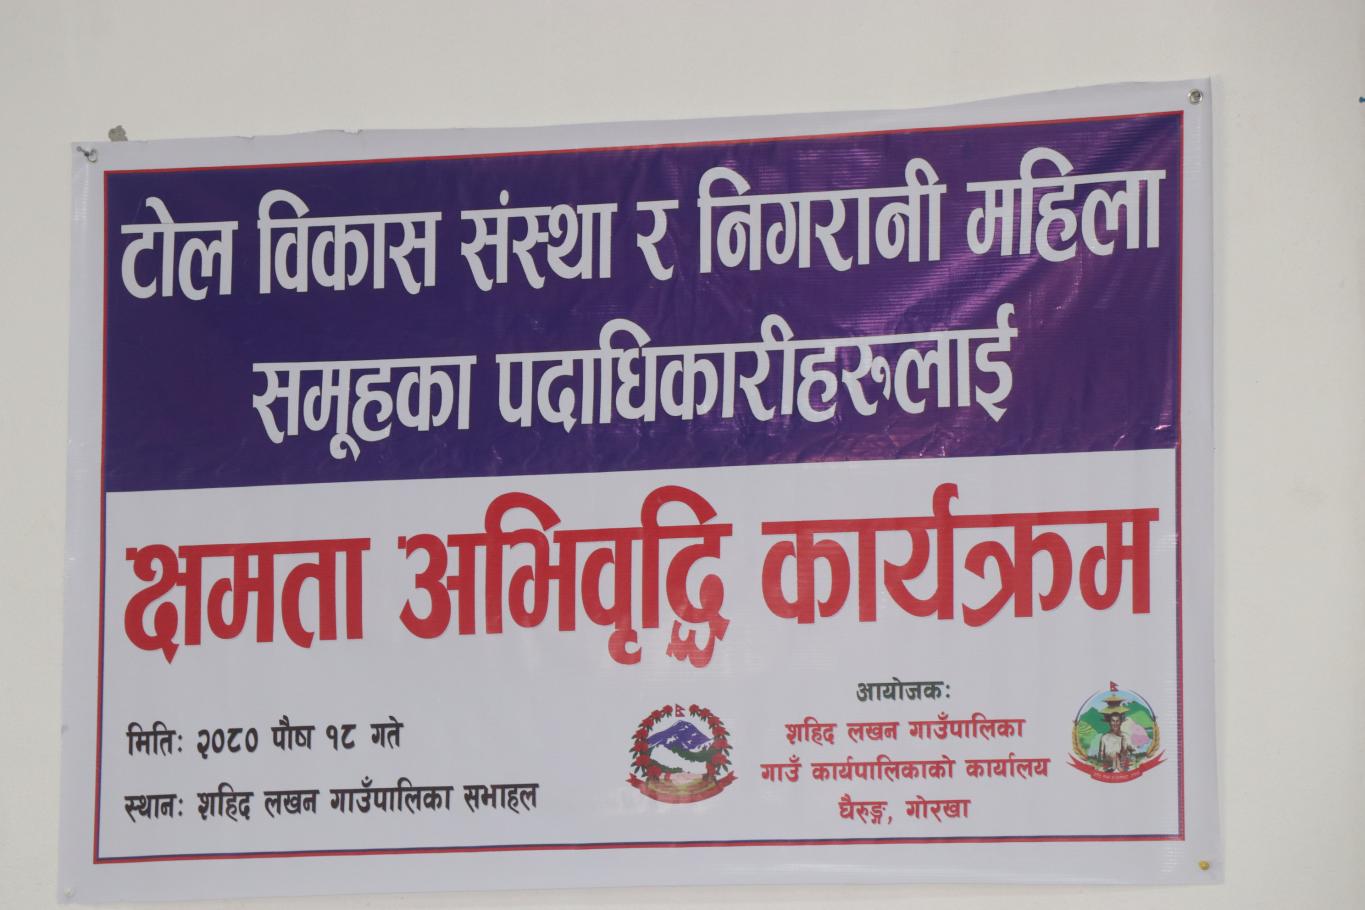 टोल विकास संस्था र निगरानी महिला
समूहका पदाधिकारीहरुलाई
क्षमता अभिवृद्धि कार्यक्रम
मितिः २०८० पौष १८ गते
स्थानः शहिद लखन गाउँपालिका सभाहल
आयोजकः
शहिद लखन गाउँपालिका
गाउँ कार्यपालिकाको कार्यालय
घैरुङ्ग, गोरखा